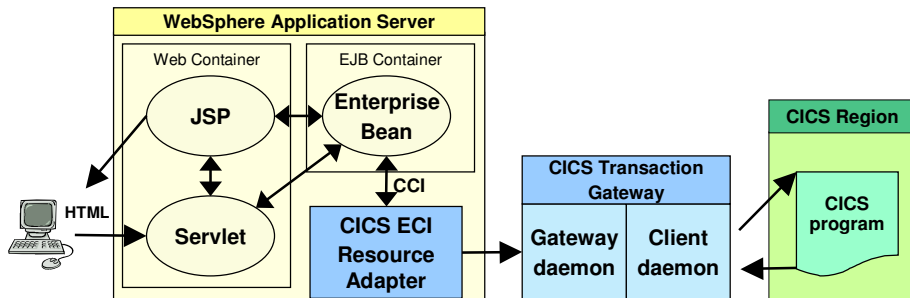 WebSphere Application Server
Web Container
EJB Container
JSP
Enterprise
Bean
HTML
Servlet
CCI
CICS ECI
Resource
Adapter
CICS Transaction
Gateway
Gateway
daemon
Client
daemon
CICS Region
CICS
program